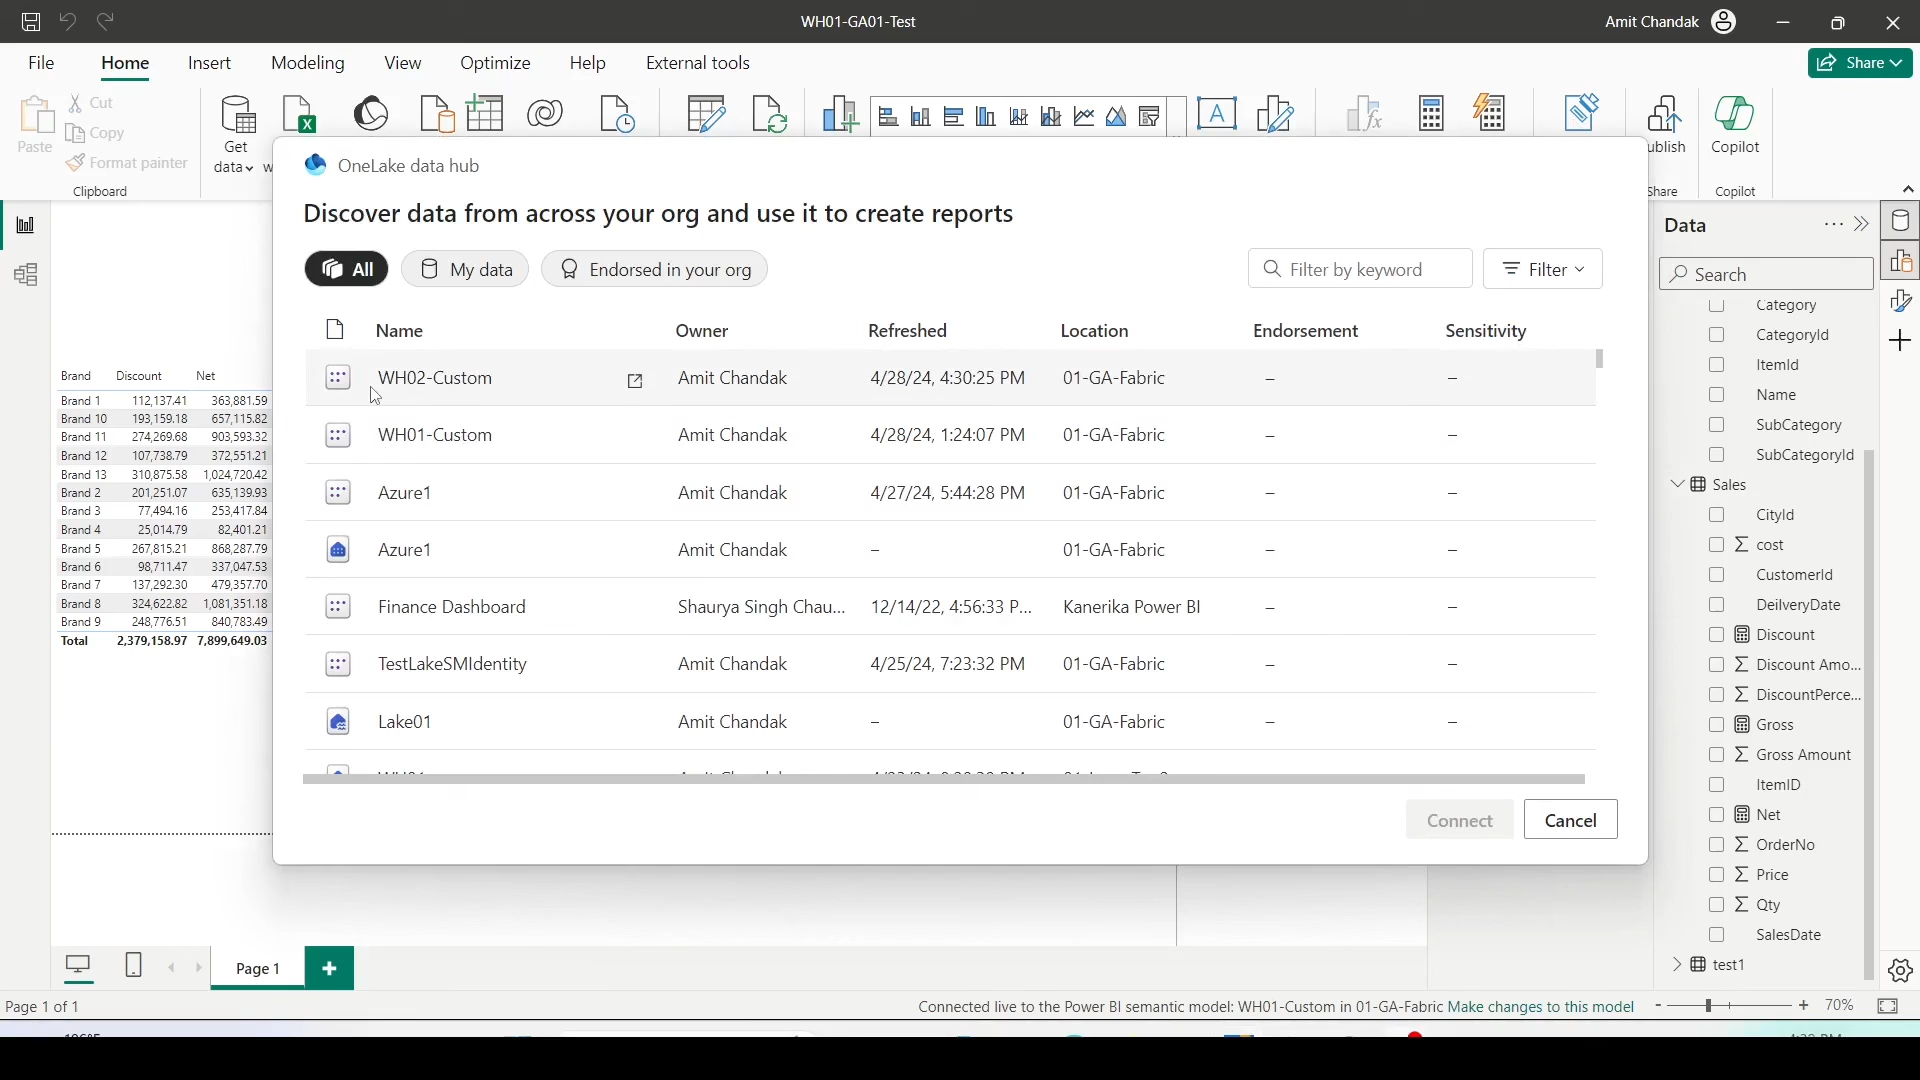 WH01-GA01-Test
Amit Chandak
File Home Insert Modeling View Optimize Help External tools
Share
Paste
Cut
Copy
Format painter
Clipboard
Get
data
Copilot
Share
Copilot
OneLake data hub
Discover data from across your org and use it to create reports
All My data Endorsed in your org
Filter by keyword Filter
Name Owner Refreshed Location Endorsement Sensitivity
WH02-Custom Amit Chandak 4/28/24, 4:30:25 PM 01-GA-Fabric – –
WH01-Custom Amit Chandak 4/28/24, 1:24:07 PM 01-GA-Fabric – –
Azure1 Amit Chandak 4/27/24, 5:44:28 PM 01-GA-Fabric – –
Azure1 Amit Chandak – 01-GA-Fabric – –
Finance Dashboard Shaurya Singh Chau... 12/14/22, 4:56:33 P... Kanerika Power BI – –
TestLakeSMIdentity Amit Chandak 4/25/24, 7:23:32 PM 01-GA-Fabric – –
Lake01 Amit Chandak – 01-GA-Fabric – –
Connect Cancel
Brand Discount Net
Brand 1 112,137.41 363,881.59
Brand 10 193,159.18 657,115.82
Brand 11 274,269.68 903,593.32
Brand 12 107,738.79 372,551.21
Brand 13 310,875.58 1,024,720.42
Brand 2 201,251.07 635,139.93
Brand 3 77,494.16 253,417.84
Brand 4 25,014.79 82,401.21
Brand 5 267,815.21 868,287.79
Brand 6 98,711.47 337,047.53
Brand 7 137,292.30 479,357.70
Brand 8 324,622.82 1,081,351.18
Brand 9 248,776.51 840,783.49
Total 2,379,158.97 7,899,649.03
Data
Search
Category
CategoryId
ItemId
Name
SubCategory
SubCategoryId
Sales
CityId
cost
CustomerId
DeilveryDate
Discount
Discount Amo...
DiscountPerce...
Gross
Gross Amount
ItemID
Net
OrderNo
Price
Qty
SalesDate
test1
Page 1
Page 1 of 1
Connected live to the Power BI semantic model: WH01-Custom in 01-GA-Fabric Make changes to this model
70%